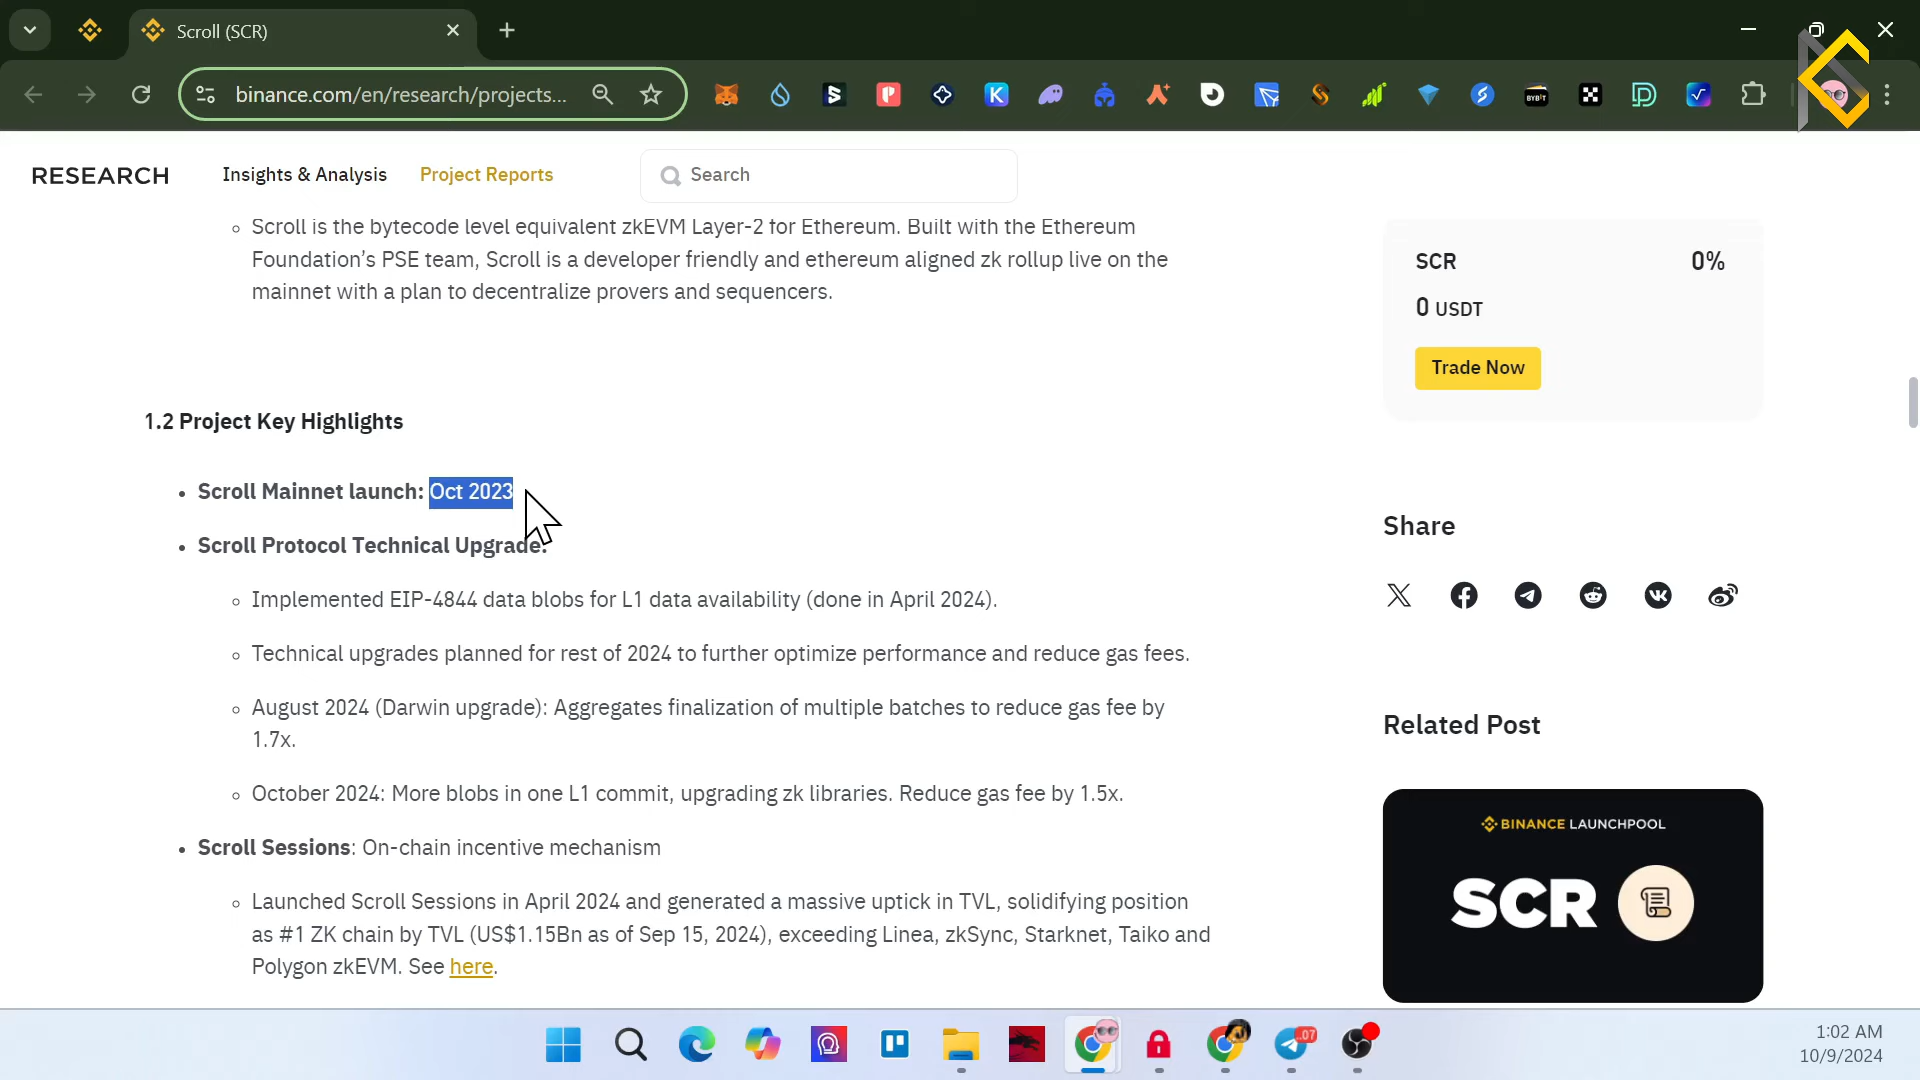 Scroll (SCR)
binance.com/en/research/projects...
RESEARCH
Insights & Analysis
Project Reports
Search
Scroll is the bytecode level equivalent zkEVM Layer-2 for Ethereum. Built with the Ethereum
Foundation's PSE team, Scroll is a developer friendly and ethereum aligned zk rollup live on the
mainnet with a plan to decentralize provers and sequencers.
1.2 Project Key Highlights
Scroll Mainnet launch: Oct 2023
Scroll Protocol Technical Upgrade:
Implemented EIP-4844 data blobs for L1 data availability (done in April 2024).
Technical upgrades planned for rest of 2024 to further optimize performance and reduce gas fees.
August 2024 (Darwin upgrade): Aggregates finalization of multiple batches to reduce gas fee by
1.7x.
October 2024: More blobs in one L1 commit, upgrading zk libraries. Reduce gas fee by 1.5x.
Scroll Sessions: On-chain incentive mechanism
Launched Scroll Sessions in April 2024 and generated a massive uptick in TVL, solidifying position
as #1 ZK chain by TVL (US$1.15Bn as of Sep 15, 2024), exceeding Linea, zkSync, Starknet, Taiko and
Polygon zkEVM. See here.
SCR
0%
0 USDT
Trade Now
Share
Related Post
BINANCE LAUNCHPOOL
SCR
1:02 AM
10/9/2024